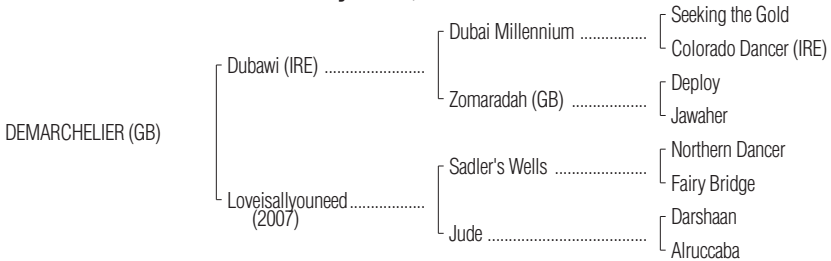 Seeking the Gold
Dubai Millennium ................
Colorado Dancer (IRE)
Dubawi (IRE) ........................
Deploy
Zomaradah (GB) ..................
Jawaher
DEMARCHELIER (GB)
Northern Dancer
Sadler's Wells ......................
Fairy Bridge
Loveisallyouneed..................
(2007)
Darshaan
Jude ......................................
Alruccaba